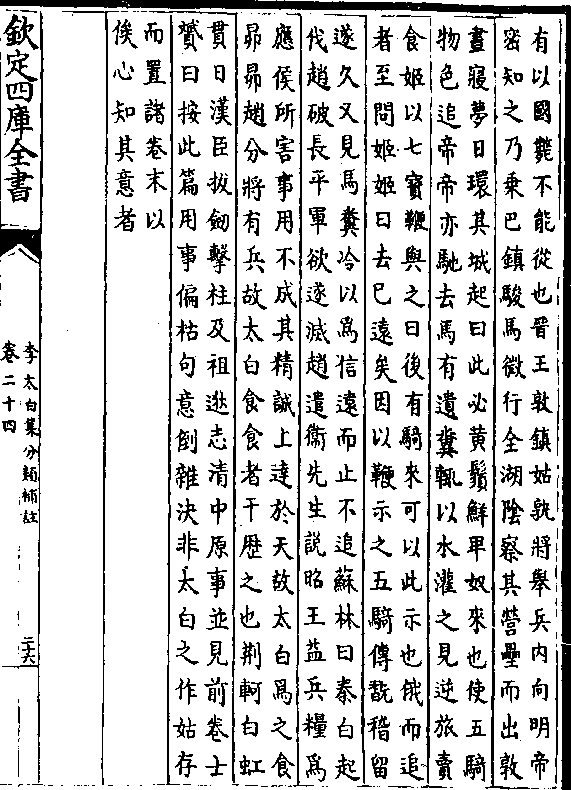 有以國斃不能從也晉王敦鎮姑孰將舉兵内向明帝
密知之乃乗巴鎮駿馬微行全湖陰察其營壘而出敦
晝寢夢日環其城起曰此必黄鬚鮮卑奴來也使五騎
物色追帝帝亦馳去馬有遺糞輒以水灌之見逆旅賣
食姬以七寳鞭與之曰後有騎來可以此示也俄而追
者至問姬姬曰去已遠矣因以鞭示之五騎傳翫稽留
遂久又見馬糞冷以為信遠而止不追蘇林曰秦白起
伐趙破長平軍欲遂滅趙遣衞先生說昭王益兵糧為
應侯所害事用不成其精誠上達於天故太白為之食
昴昴趙分將有兵故太白食食者干歴之也荆軻白虹
貫日漢臣拔劒擊柱及祖逖志清中原事並見前卷士
贇曰按此篇用事偏枯句意倒雜決非太白之作姑存
而置諸卷末以
俟心知其意者
欽定四庫全書
李太白集分類補註
卷二十四
二十六